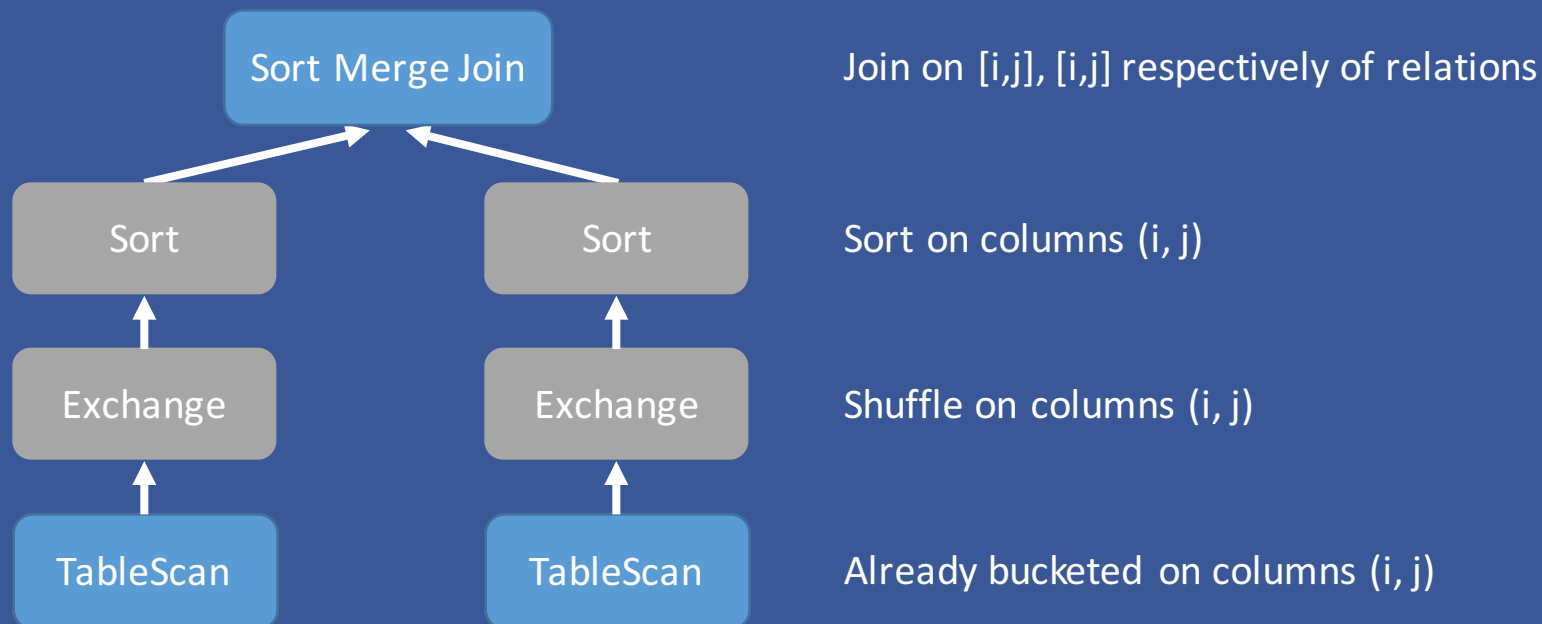 Sort Merge Join
Join on [i,j], [i,j] respectively of relations
Sort
Sort
Sort on columns (i, j)
Exchange
Exchange
Shuffle on columns (i, j)
TableScan
TableScan
Already bucketed on columns (i, j)